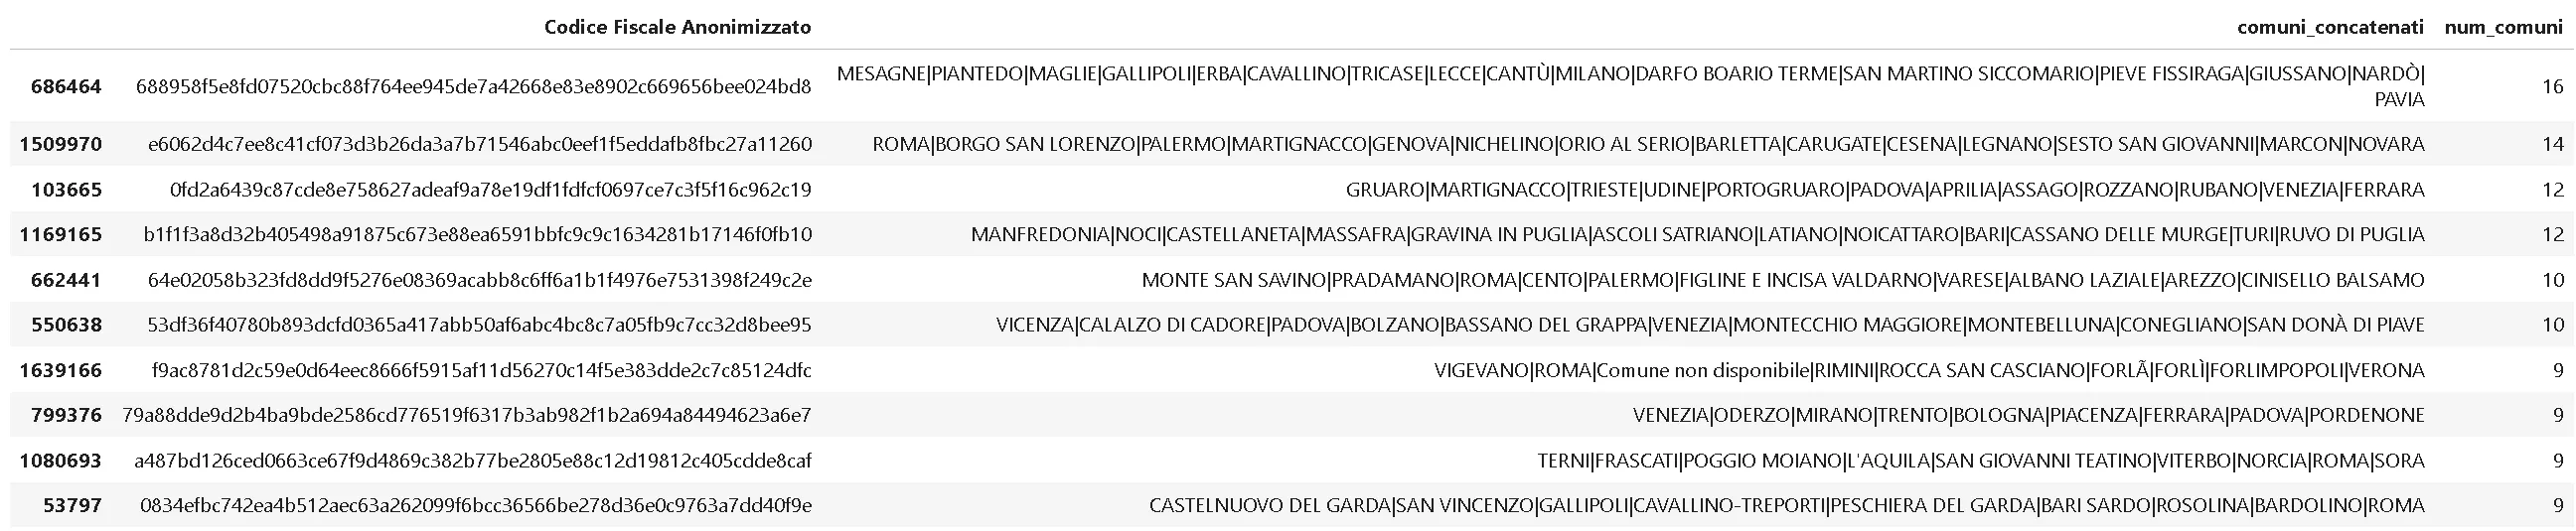 Codice Fiscale Anonimizzato comuni_concatenati num_comuni
686464 688958f5e8fd07520cbc88f764ee945de7a42668e83e8902c669656bee024bd8 MESAGNE|PIANTEDO|MAGLIE|GALLIPOLI|ERBA|CAVALLINO|TRICASE|LECCE|CANTÙ|MILANO|DARFO BOARIO TERME|SAN MARTINO SICCOMARIO|PIEVE FISSIRAGA|GIUSSANO|NARDÒ| 16
PAVIA
1509970 e6062d4c7ee8c41cf073d3b26da3a7b71546abc0eef1f5eddafb8fbc27a11260 ROMA|BORGO SAN LORENZO|PALERMO|MARTIGNACCO|GENOVA|NICHELINO|ORIO AL SERIO|BARLETTA|CARUGATE|CESENA|LEGNANO|SESTO SAN GIOVANNI|MARCON|NOVARA 14
103665 0fd2a6439c87cde8e758627adeaf9a78e19df1fdfcf0697ce7c3f5f16c962c19 GRUARO|MARTIGNACCO|TRIESTE|UDINE|PORTOGRUARO|PADOVA|APRILIA|ASSAGO|ROZZANO|RUBANO|VENEZIA|FERRARA 12
1169165 b1f1f3a8d32b405498a91875c673e88ea6591bbfc9c9c1634281b17146f0fb10 MANFREDONIA|NOCI|CASTELLANETA|MASSAFRA|GRAVINA IN PUGLIA|ASCOLI SATRIANO|LATIANO|NOICATTARO|BARI|CASSANO DELLE MURGE|TURI|RUVO DI PUGLIA 12
662441 64e02058b323fd8dd9f5276e08369acabb8c6ff6a1b1f4976e7531398f249c2e MONTE SAN SAVINO|PRADAMANO|ROMA|CENTO|PALERMO|FIGLINE E INCISA VALDARNO|VARESE|ALBANO LAZIALE|AREZZO|CINISELLO BALSAMO 10
550638 53df36f40780b893dcfd0365a417abb50af6abc4bc8c7a05fb9c7cc32d8bee95 VICENZA|CALALZO DI CADORE|PADOVA|BOLZANO|BASSANO DEL GRAPPA|VENEZIA|MONTECCHIO MAGGIORE|MONTEBELLUNA|CONEGLIANO|SAN DONÀ DI PIAVE 10
1639166 f9ac8781d2c59e0d64eec8666f5915af11d56270c14f5e383dde2c7c85124dfc VIGEVANO|ROMA|Comune non disponibile|RIMINI|ROCCA SAN CASCIANO|FORLÃ|FORLÌ|FORLIMPOPOLI|VERONA 9
799376 79a88dde9d2b4ba9bde2586cd776519f6317b3ab982f1b2a694a84494623a6e7 VENEZIA|ODERZO|MIRANO|TRENTO|BOLOGNA|PIACENZA|FERRARA|PADOVA|PORDENONE 9
1080693 a487bd126ced0663ce67f9d4869c382b77be2805e88c12d19812c405cdde8caf TERNI|FRASCATI|POGGIO MOIANO|L'AQUILA|SAN GIOVANNI TEATINO|VITERBO|NORCIA|ROMA|SORA 9
53797 0834efbc742ea4b512aec63a262099f6bcc36566be278d36e0c9763a7dd40f9e CASTELNUOVO DEL GARDA|SAN VINCENZO|GALLIPOLI|CAVALLINO-TREPORTI|PESCHIERA DEL GARDA|BARI SARDO|ROSOLINA|BARDOLINO|ROMA 9